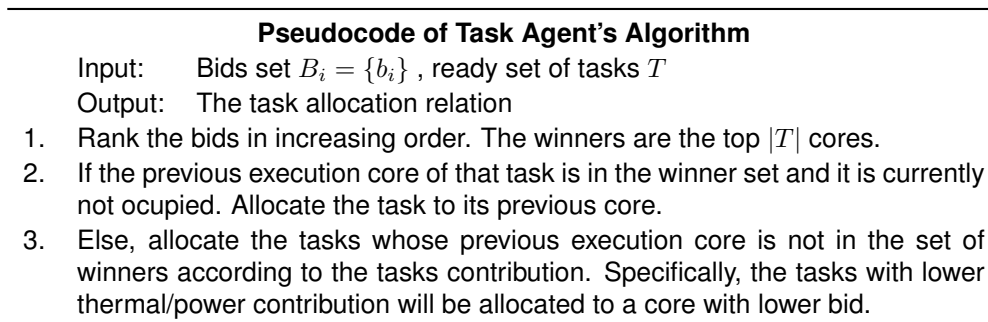 Pseudocode of Task Agent's Algorithm
Input: Bids set $B_i = \{b_i\}$ , ready set of tasks $T$
Output: The task allocation relation
1. Rank the bids in increasing order. The winners are the top $|T|$ cores.
2. If the previous execution core of that task is in the winner set and it is currently
not ocupied. Allocate the task to its previous core.
3. Else, allocate the tasks whose previous execution core is not in the set of
winners according to the tasks contribution. Specifically, the tasks with lower
thermal/power contribution will be allocated to a core with lower bid.